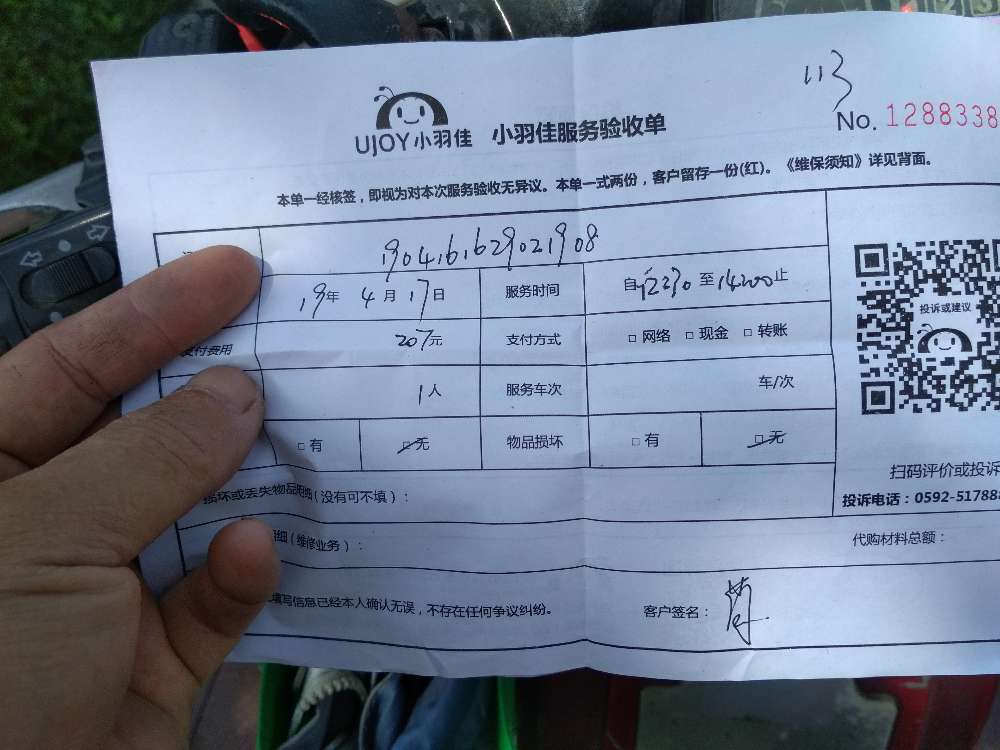 113
No. 1288338
UJOY小羽佳 小羽佳服务验收单
本单一经核签，即视为对本次服务验收无异议。本单一式两份，客户留存一份(红)。《维保须知》详见背面。
1904161629021908
19年 4月 17日 服务时间 自 至 止
支付费用 207元 支付方式 □ 网络 □ 现金 □ 转账
1人 服务车次 车/次
□ 有 □ 无 物品损坏 □ 有 □ 无
损坏或丢失物品明细(没有可不填)：
细(维修业务)： 代购材料总额：
填写信息已经本人确认无误，不存在任何争议纠纷。 客户签名：
投诉或建议
扫码评价或投诉
投诉电话：0592-51788